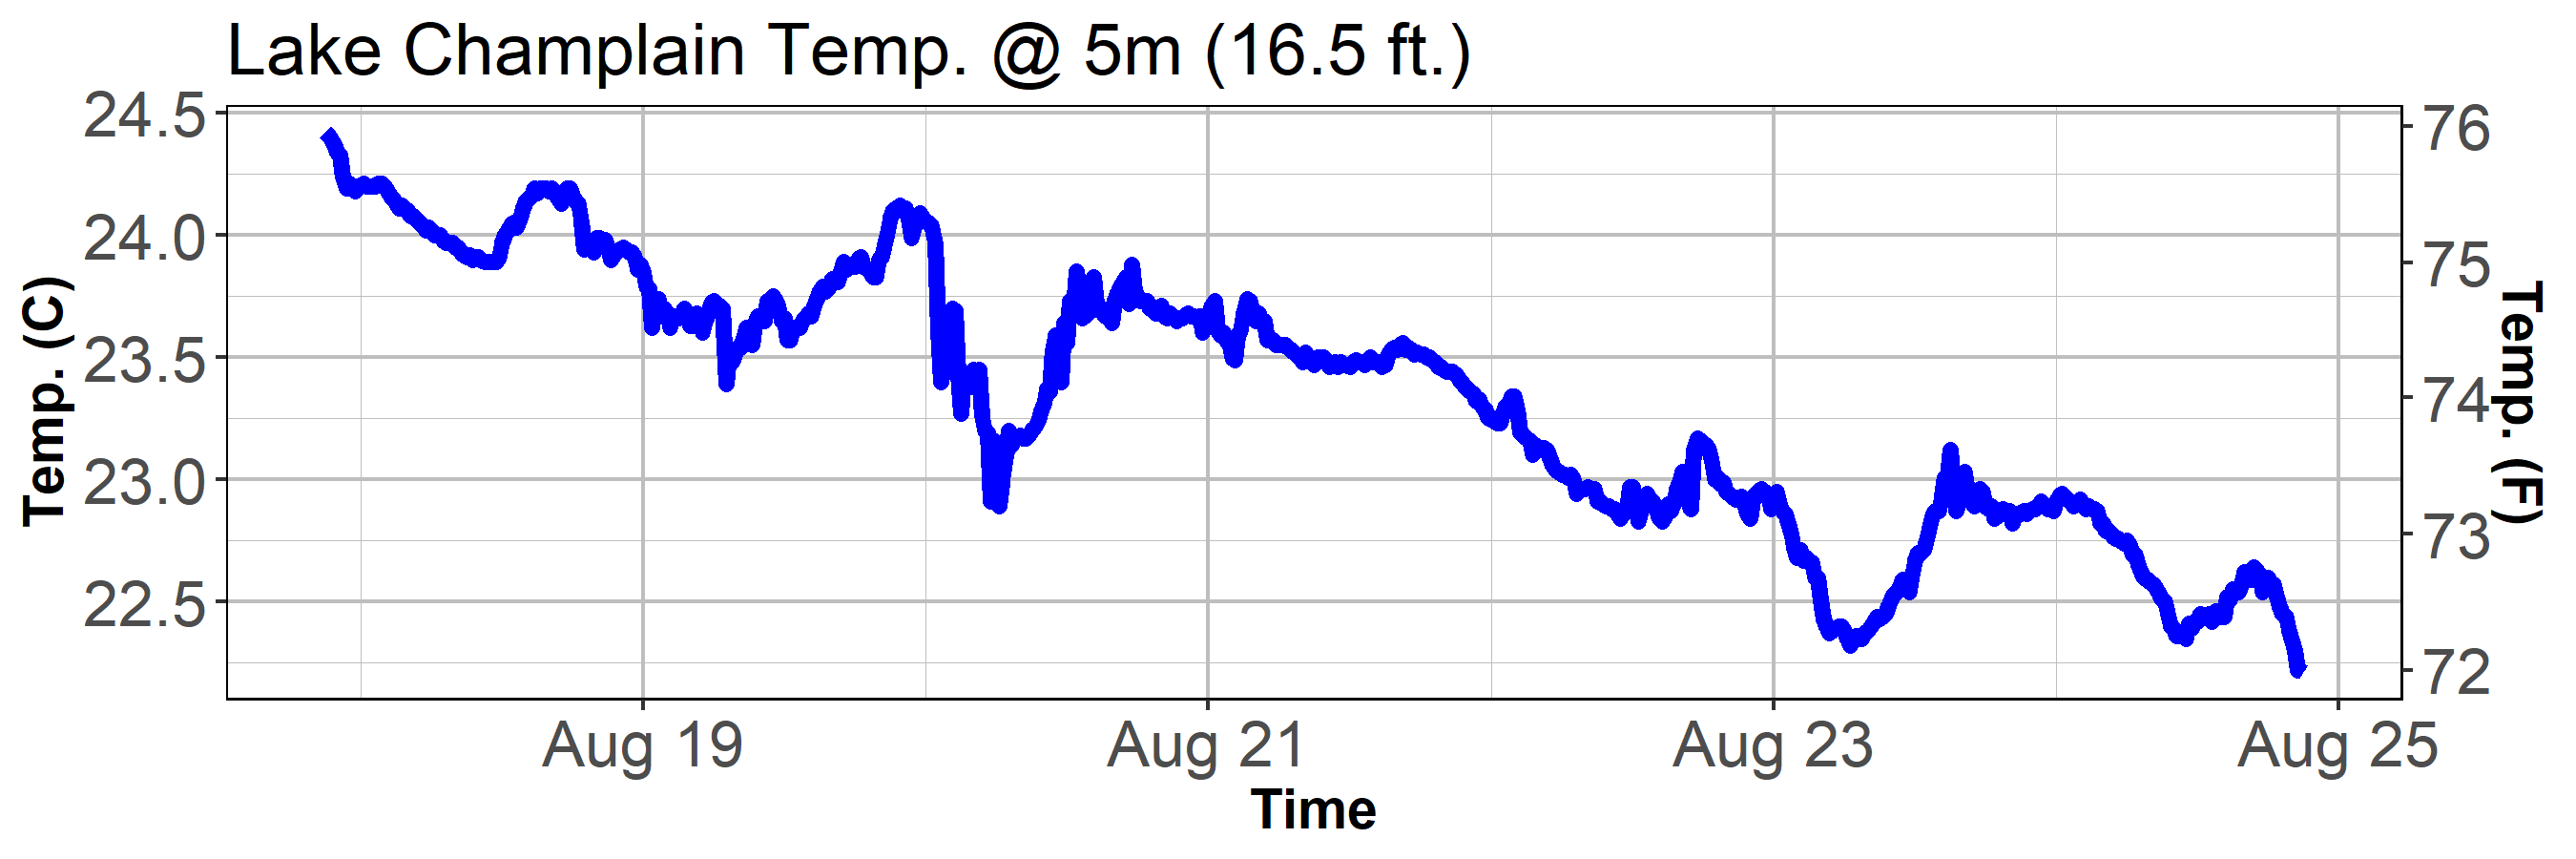 Lake Champlain Temp. @ 5m (16.5 ft.)
24.5
24.0
23.5
23.0
22.5
Temp. (C)
76
75
74
73
72
Temp. (F)
Aug 19
Aug 21
Aug 23
Aug 25
Time